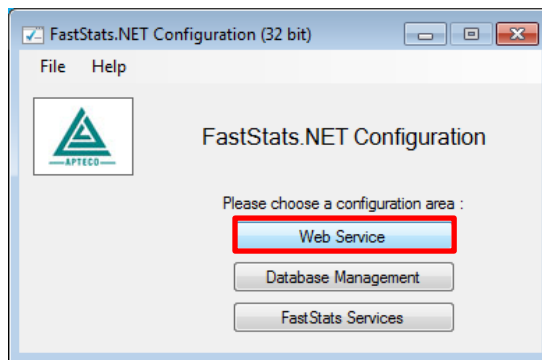 FastStats.NET Configuration (32 bit)
File Help
APTECO
FastStats.NET Configuration
Please choose a configuration area :
Web Service
Database Management
FastStats Services